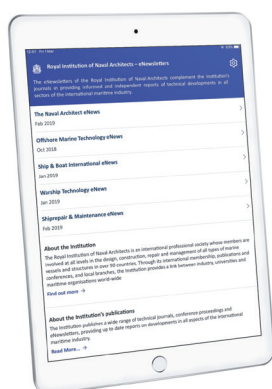 Royal Institution of Naval Architects – eNewsletters
The eNewsletters of the Royal Institution of Naval Architects complement the Institution's
journals in providing informed and independent reports of technical developments in all
sectors of the international maritime industry.
The Naval Architect eNews
Feb 2019
Offshore Marine Technology eNews
Oct 2018
Ship & Boat International eNews
Jan 2019
Warship Technology eNews
Jan 2019
Shiprepair & Maintenance eNews
Feb 2019
About the Institution
The Royal Institution of Naval Architects is an international professional society whose members are
involved at all levels in the design, construction, repair and management of all types of marine
vessels and structures in over 90 countries. Through its international membership, publications and
conferences, and local branches, the Institution provides a link between industry, universities and
maritime organisations world-wide
Find out more →
About the Institution's publications
The Institution publishes a wide range of technical journals, conference proceedings and
eNewsletters, providing up to date reports on developments in all aspects of the international
maritime industry.
Read More... →